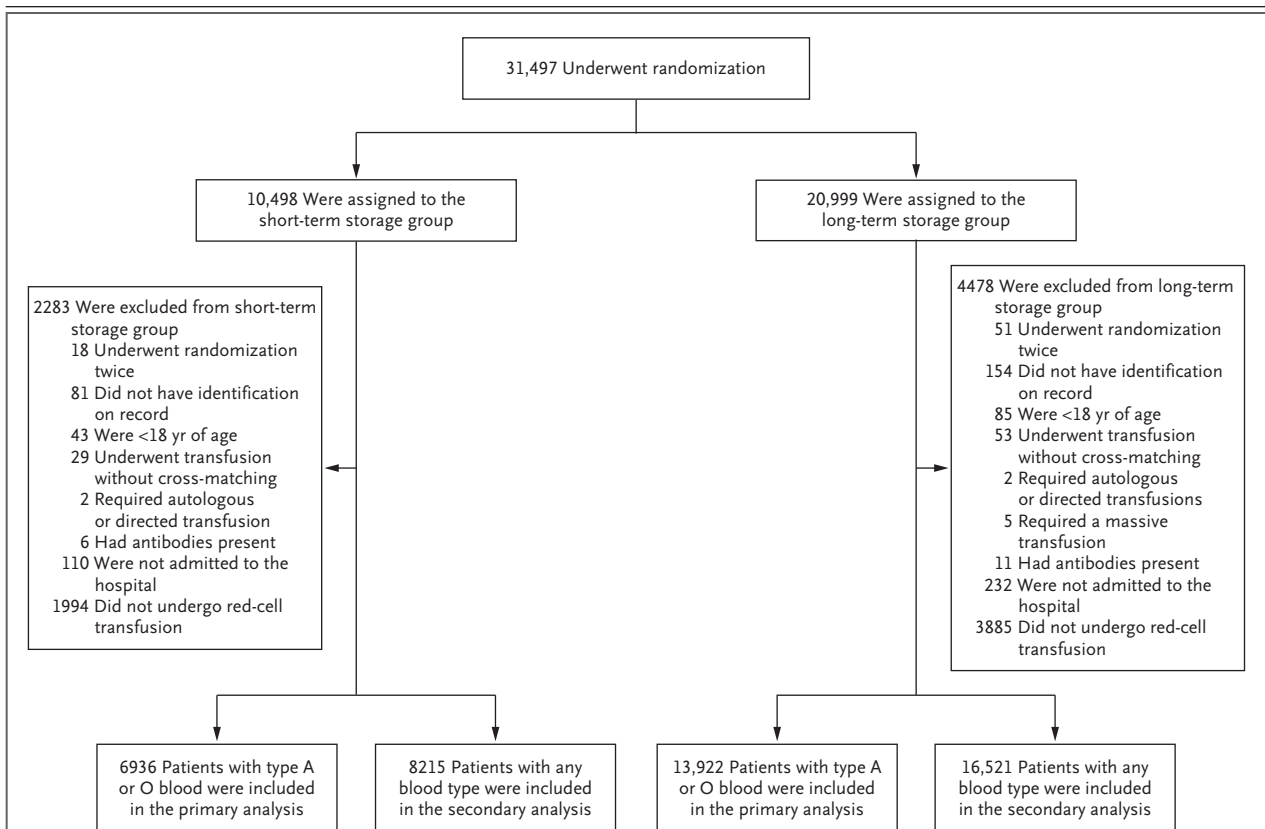 31,497 Underwent randomization
10,498 Were assigned to the
short-term storage group
20,999 Were assigned to the
long-term storage group
2283 Were excluded from short-term
storage group
18 Underwent randomization
twice
81 Did not have identification
on record
43 Were <18 yr of age
29 Underwent transfusion
without cross-matching
2 Required autologous
or directed transfusion
6 Had antibodies present
110 Were not admitted to the
hospital
1994 Did not undergo red-cell
transfusion
4478 Were excluded from long-term
storage group
51 Underwent randomization
twice
154 Did not have identification
on record
85 Were <18 yr of age
53 Underwent transfusion
without cross-matching
2 Required autologous
or directed transfusions
5 Required a massive
transfusion
11 Had antibodies present
232 Were not admitted to the
hospital
3885 Did not undergo red-cell
transfusion
6936 Patients with type A
or O blood were included
in the primary analysis
8215 Patients with any
blood type were included
in the secondary analysis
13,922 Patients with type A
or O blood were included
in the primary analysis
16,521 Patients with any
blood type were included
in the secondary analysis